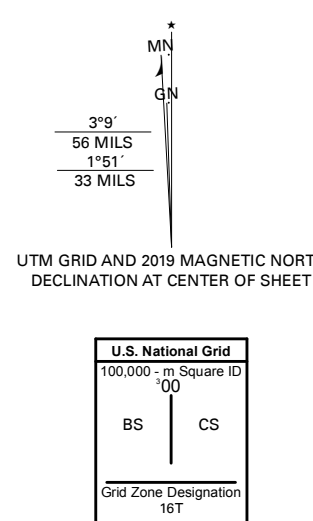 ★
MN
GN
3°9´
56 MILS
1°51´
33 MILS
UTM GRID AND 2019 MAGNETIC NORT
DECLINATION AT CENTER OF SHEET
U.S. National Grid
100,000 - m Square ID
³00
BS CS
Grid Zone Designation
16T